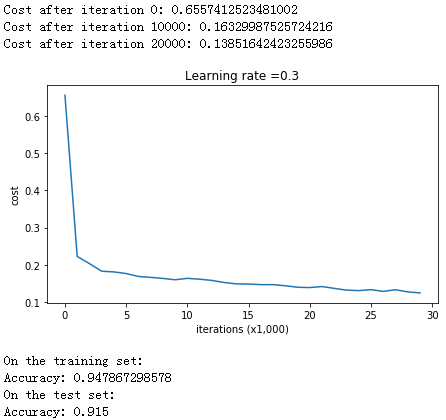 Cost after iteration 0: 0.6557412523481002
Cost after iteration 10000: 0.16329987525724216
Cost after iteration 20000: 0.13851642423255986
Learning rate =0.3
cost
0.6
0.5
0.4
0.3
0.2
0.1
0 5 10 15 20 25 30
iterations (x1,000)
On the training set:
Accuracy: 0.947867298578
On the test set:
Accuracy: 0.915